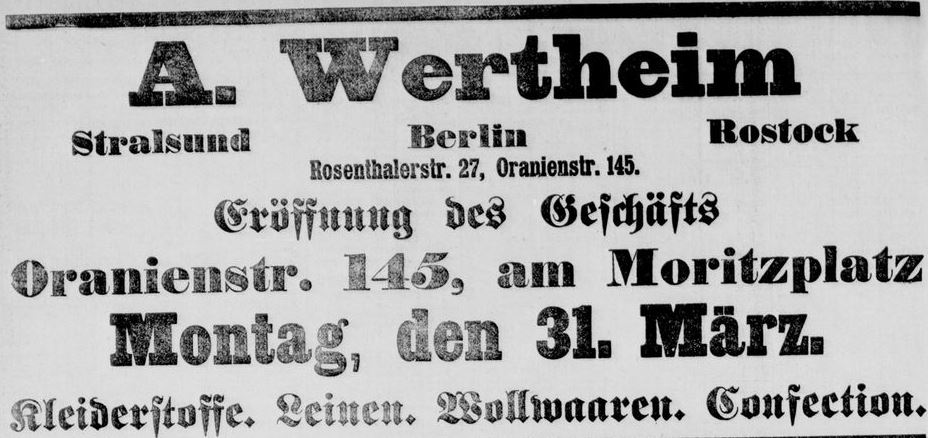 A. Wertheim
Stralsund Berlin Rostock
Rosenthalerstr. 27, Oranienstr. 145.
Eröffnung des Geschäfts
Oranienstr. 145, am Moritzplatz
Montag, den 31. März.
Kleiderstoffe. Leinen. Wollwaaren. Confection.